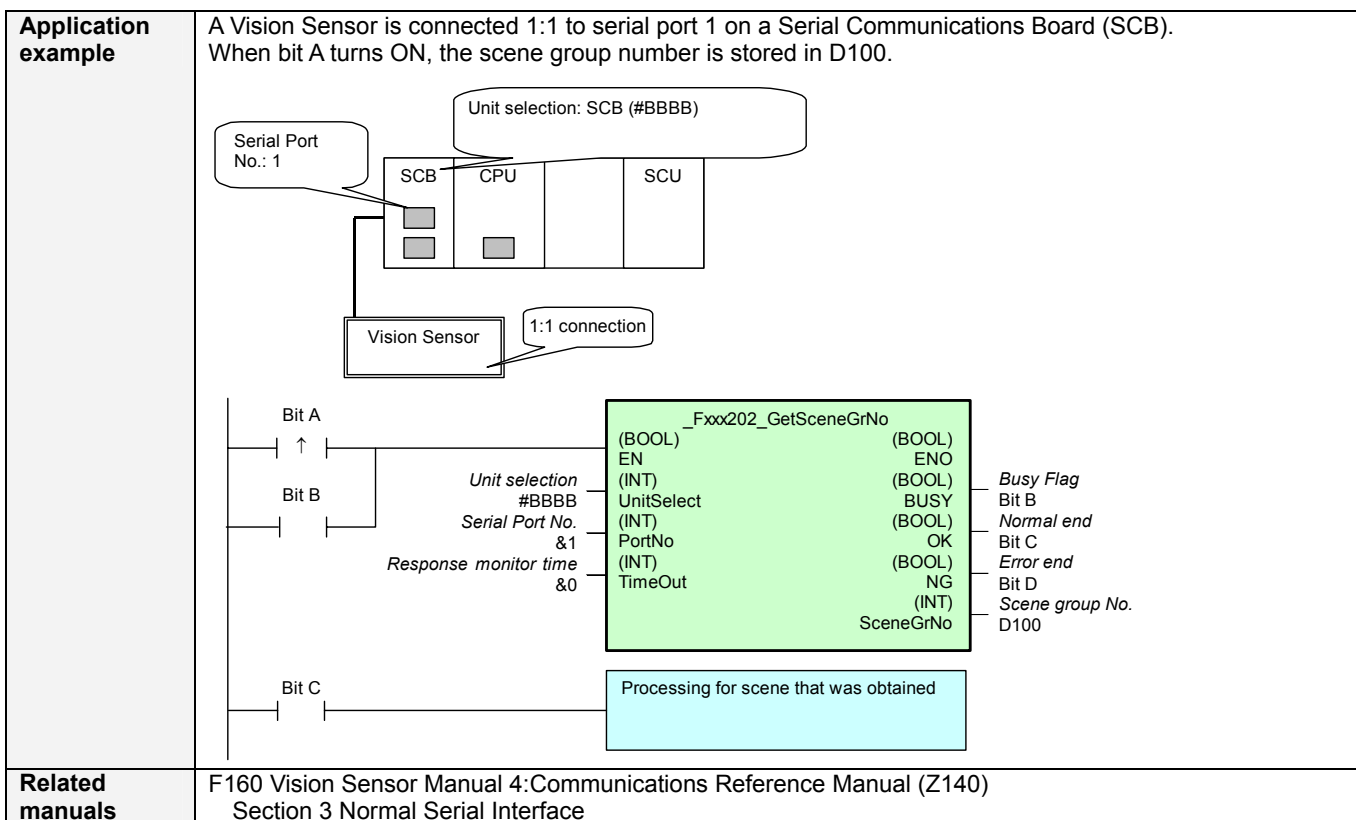 Application example
A Vision Sensor is connected 1:1 to serial port 1 on a Serial Communications Board (SCB).
When bit A turns ON, the scene group number is stored in D100.
Unit selection: SCB (#BBBB)
Serial Port
No.: 1
SCB
CPU
SCU
Vision Sensor
1:1 connection
Bit A
↑
Bit B
Unit selection
#BBBB
Serial Port No.
&1
Response monitor time
&0
_Fxxx202_GetSceneGrNo
(BOOL)
EN
(INT)
UnitSelect
(INT)
PortNo
(INT)
TimeOut
(BOOL)
ENO
(BOOL)
BUSY
(BOOL)
OK
(BOOL)
NG
(INT)
SceneGrNo
Busy Flag
Bit B
Normal end
Bit C
Error end
Bit D
Scene group No.
D100
Bit C
Processing for scene that was obtained
Related manuals
F160 Vision Sensor Manual 4:Communications Reference Manual (Z140)
Section 3 Normal Serial Interface